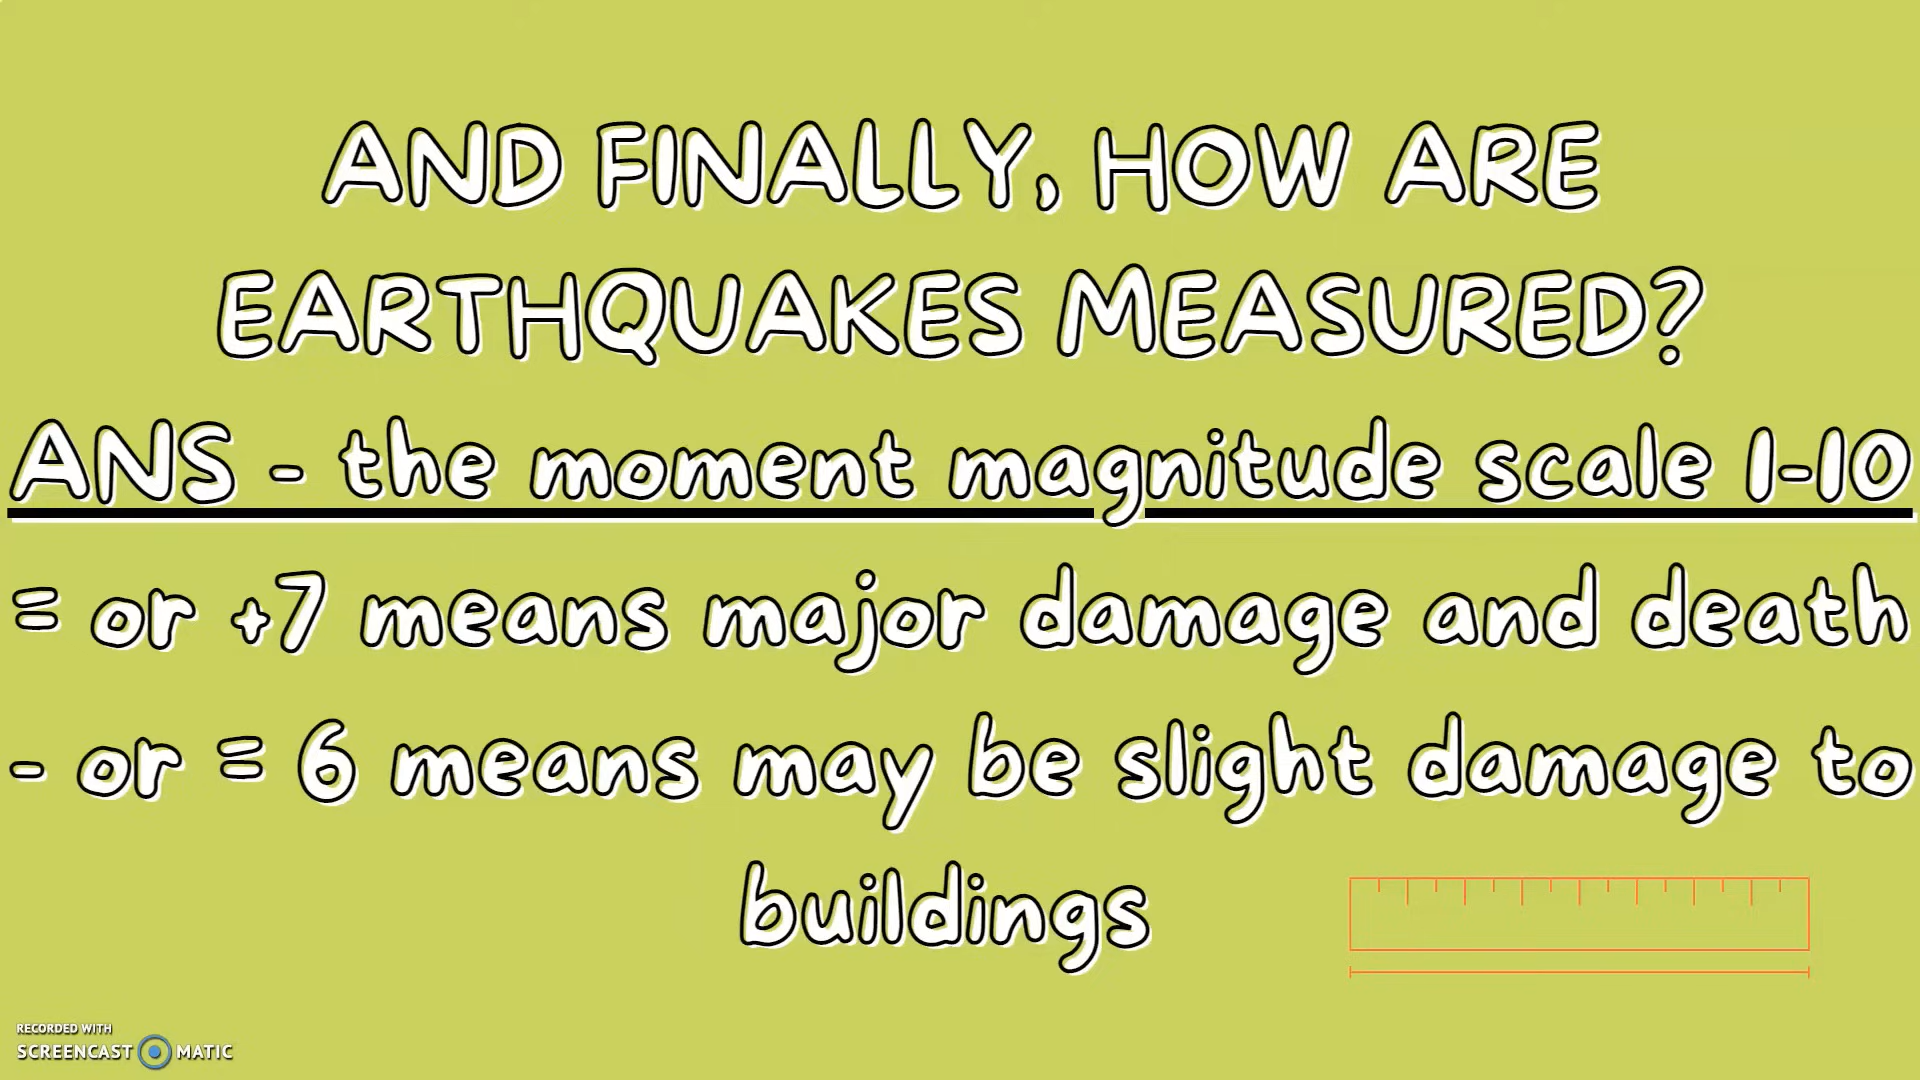 AND FINALLY, HOW ARE
EARTHQUAKES MEASURED?
ANS - the moment magnitude scale 1-10
= or +7 means major damage and death
- or = 6 means may be slight damage to
buildings
RECORDED WITH
SCREENCAST MATIC